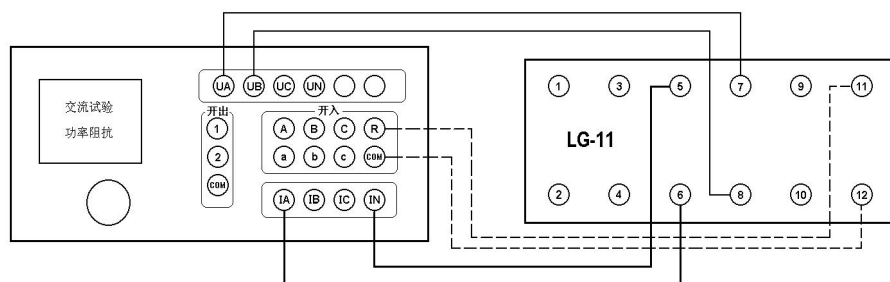 UA UB UC UN
交流试验
功率阻抗
开出
1
2
COM
开入
A B C R
a b c COM
IA IB IC IN
1 3 5 7 9 11
LG-11
2 4 6 8 10 12